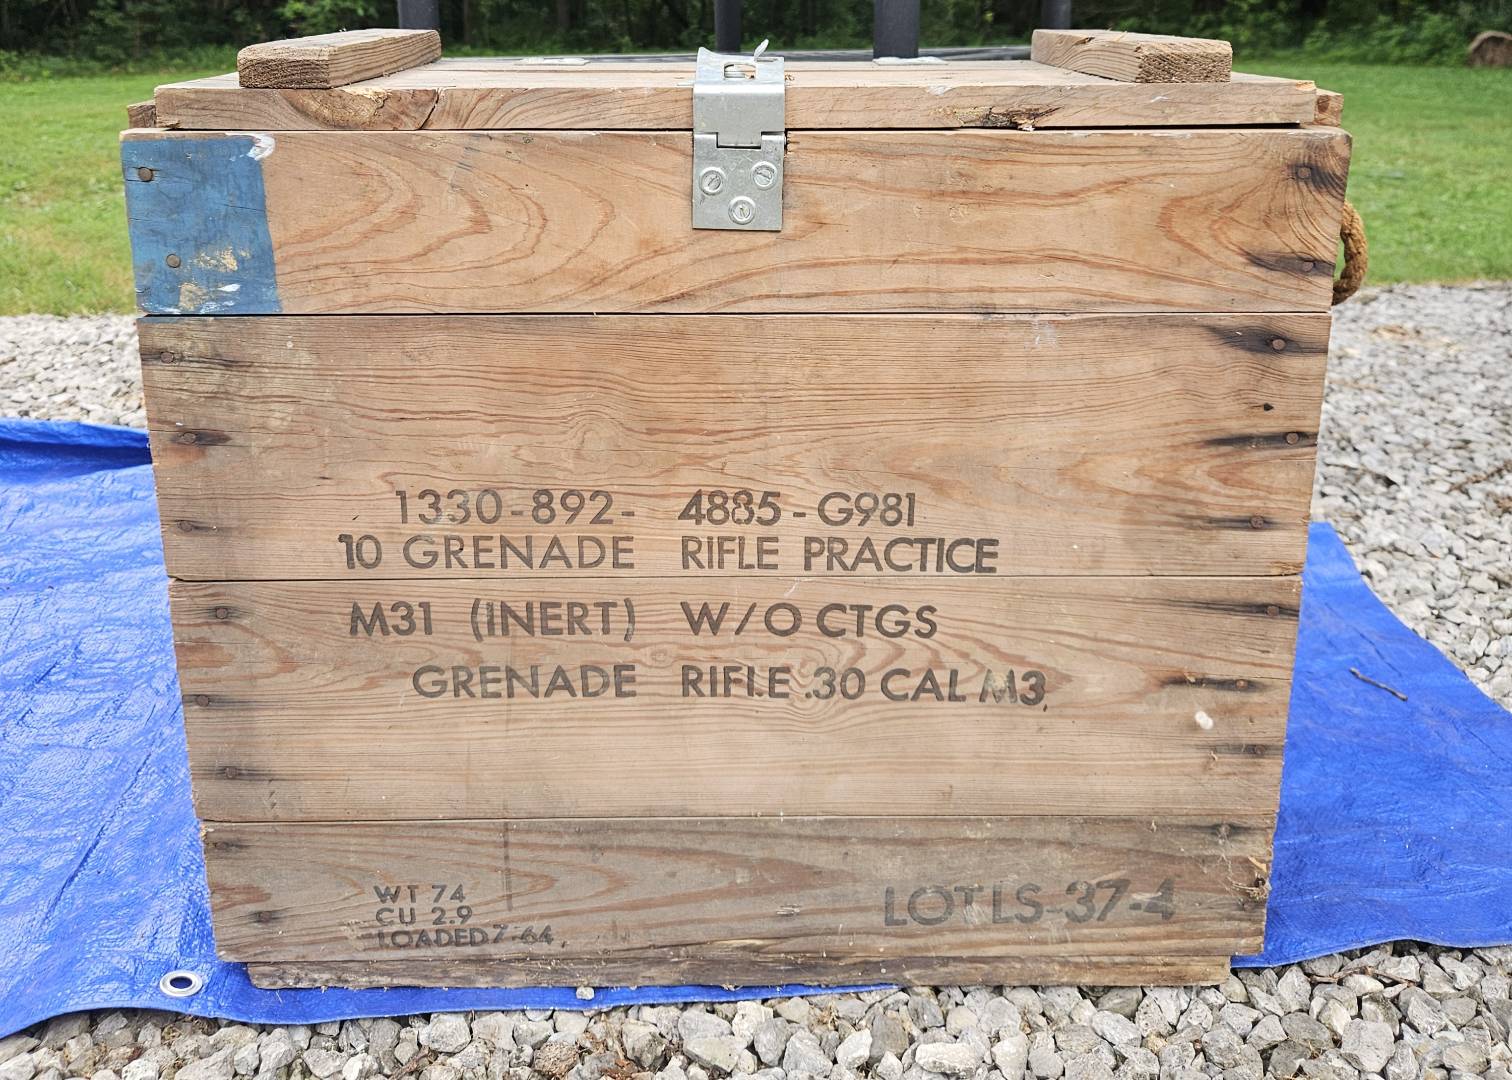 1330-892- 4885-G981
10 GRENADE RIFLE PRACTICE
M31 (INERT) W/O CTGS
GRENADE RIFLE .30 CAL M3
WT 74
CU 2.9
LOADED 7-64
LOT LS-37-4